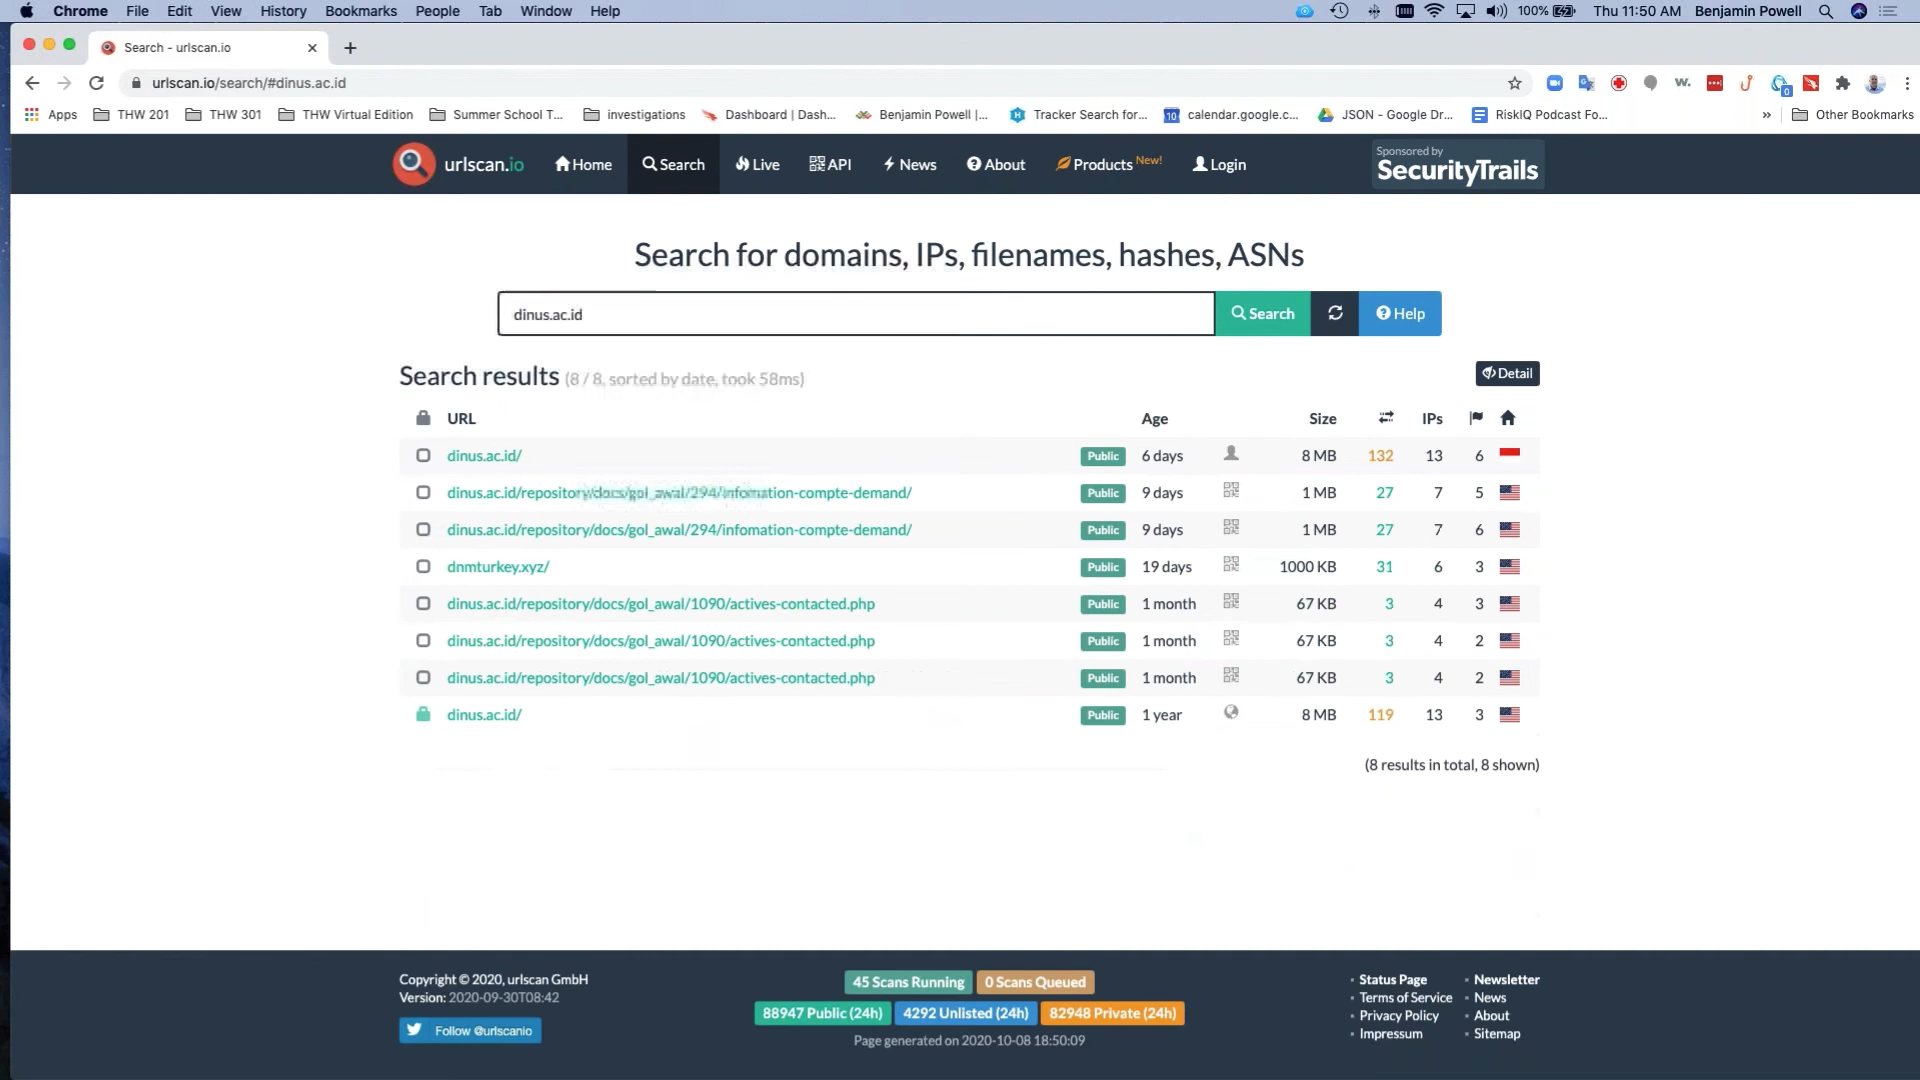 Chrome File Edit View History Bookmarks People Tab Window Help 100% Thu 11:50 AM Benjamin Powell
Search - urlscan.io
urlscan.io/search/#dinus.ac.id
Apps THW 201 THW 301 THW Virtual Edition Summer School T... investigations Dashboard | Dash... Benjamin Powell |... Tracker Search for... calendar.google.c... JSON - Google Dr... RiskIQ Podcast Fo... » Other Bookmarks
urlscan.io Home Search Live API News About Products New! Login
Sponsored by
SecurityTrails
Search for domains, IPs, filenames, hashes, ASNs
dinus.ac.id Search Help
Search results (8 / 8, sorted by date, took 58ms) Detail
URL Age Size IPs
dinus.ac.id/ Public 6 days 8 MB 132 13 6
dinus.ac.id/repository/docs/gol_awal/294/infomation-compte-demand/ Public 9 days 1 MB 27 7 5
dinus.ac.id/repository/docs/gol_awal/294/infomation-compte-demand/ Public 9 days 1 MB 27 7 6
dnmturkey.xyz/ Public 19 days 1000 KB 31 6 3
dinus.ac.id/repository/docs/gol_awal/1090/actives-contacted.php Public 1 month 67 KB 3 4 3
dinus.ac.id/repository/docs/gol_awal/1090/actives-contacted.php Public 1 month 67 KB 3 4 2
dinus.ac.id/repository/docs/gol_awal/1090/actives-contacted.php Public 1 month 67 KB 3 4 2
dinus.ac.id/ Public 1 year 8 MB 119 13 3
(8 results in total, 8 shown)
Copyright © 2020, urlscan GmbH
Version: 2020-09-30T08:42
Follow @urlscanio
45 Scans Running 0 Scans Queued
88947 Public (24h) 4292 Unlisted (24h) 82948 Private (24h)
Page generated on 2020-10-08 18:50:09
Status Page Newsletter
Terms of Service News
Privacy Policy About
Impressum Sitemap